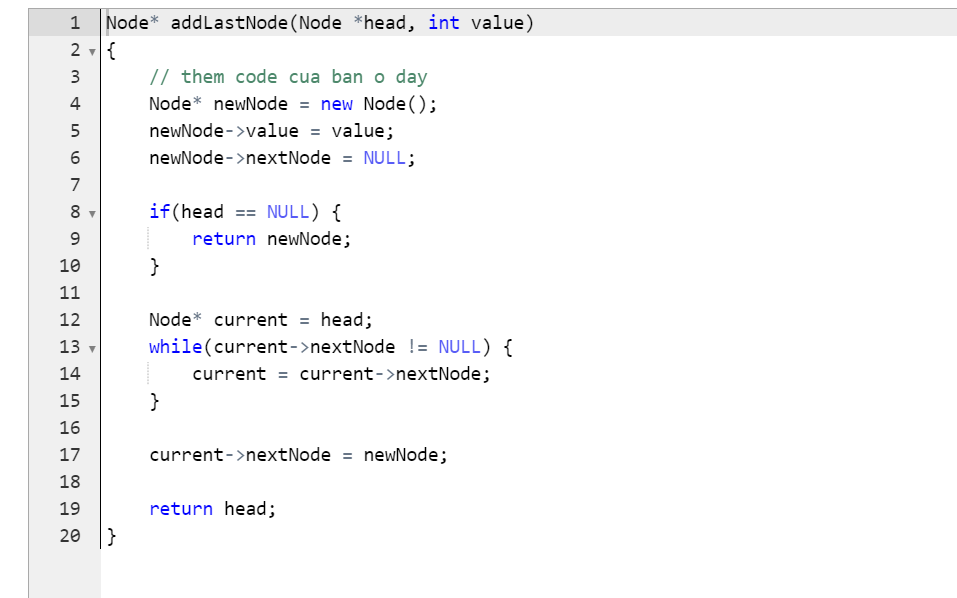 1 Node* addLastNode(Node *head, int value)
2 {
3     // them code cua ban o day
4     Node* newNode = new Node();
5     newNode->value = value;
6     newNode->nextNode = NULL;
7
8     if(head == NULL) {
9         return newNode;
10     }
11
12     Node* current = head;
13     while(current->nextNode != NULL) {
14         current = current->nextNode;
15     }
16
17     current->nextNode = newNode;
18
19     return head;
20 }